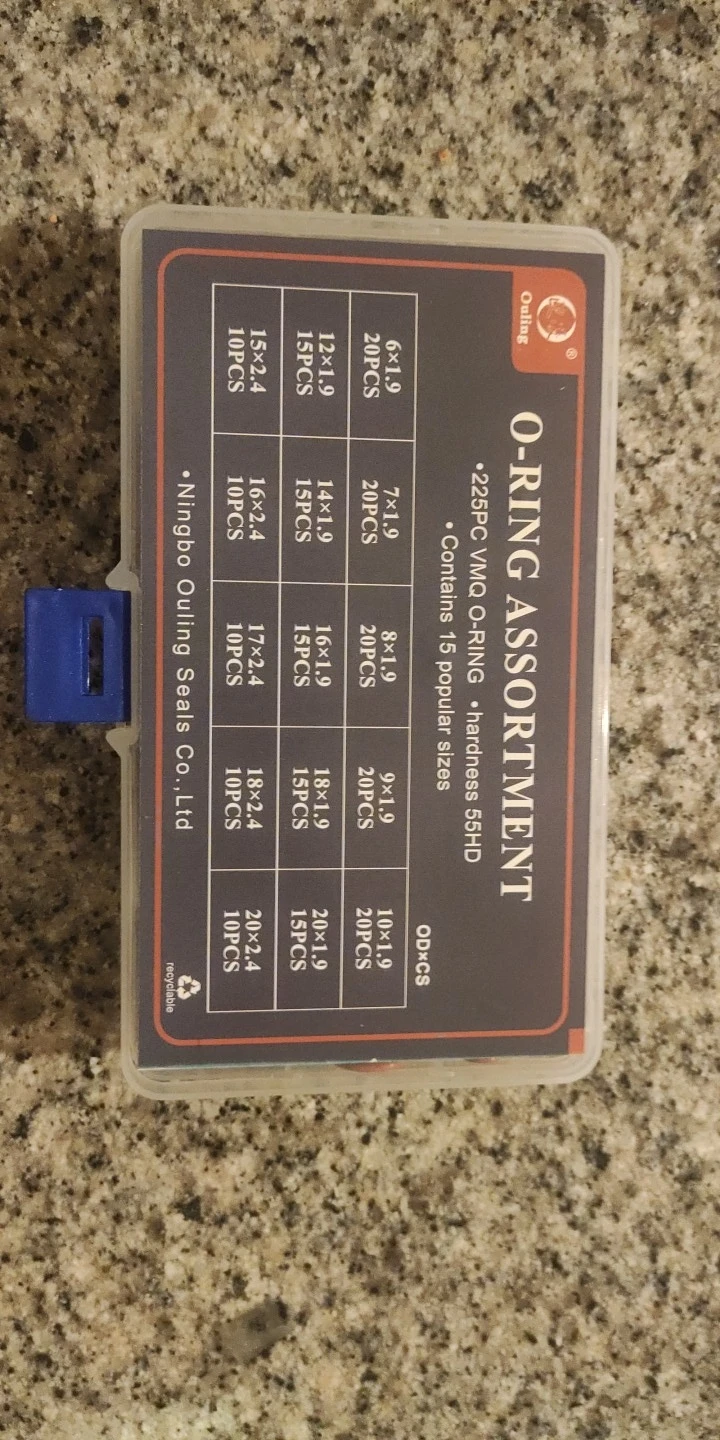 ®
Ouling
O-RING ASSORTMENT
•225PC VMQ O-RING •hardness 55HD
•Contains 15 popular sizes
OD×CS
6×1.9 7×1.9 8×1.9 9×1.9 10×1.9
20PCS 20PCS 20PCS 20PCS 20PCS
12×1.9 14×1.9 16×1.9 18×1.9 20×1.9
15PCS 15PCS 15PCS 15PCS 15PCS
15×2.4 16×2.4 17×2.4 18×2.4 20×2.4
10PCS 10PCS 10PCS 10PCS 10PCS
•Ningbo Ouling Seals Co.,Ltd
recyclable